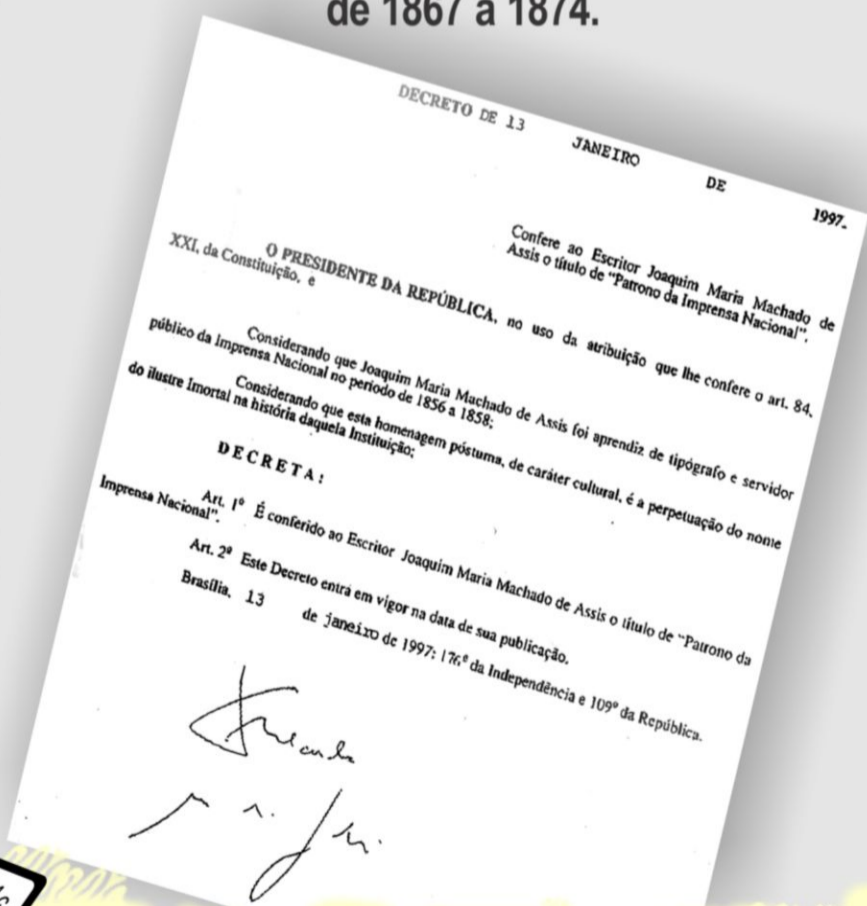 de 1867 a 1874.
DECRETO DE 13 JANEIRO DE 1997.
Confere ao Escritor Joaquim Maria Machado de
Assis o título de "Patrono da Imprensa Nacional".
O PRESIDENTE DA REPÚBLICA, no uso da atribuição que lhe confere o art. 84,
XXI, da Constituição, e
Considerando que Joaquim Maria Machado de Assis foi aprendiz de tipógrafo e servidor
público da Imprensa Nacional no período de 1856 a 1858;
Considerando que esta homenagem póstuma, de caráter cultural, é a perpetuação do nome
do ilustre Imortal na história daquela Instituição;
DECRETA:
Art. 1º É conferido ao Escritor Joaquim Maria Machado de Assis o título de "Patrono da
Imprensa Nacional".
Art. 2º Este Decreto entra em vigor na data de sua publicação.
Brasília, 13 de janeiro de 1997; 176º da Independência e 109º da República.